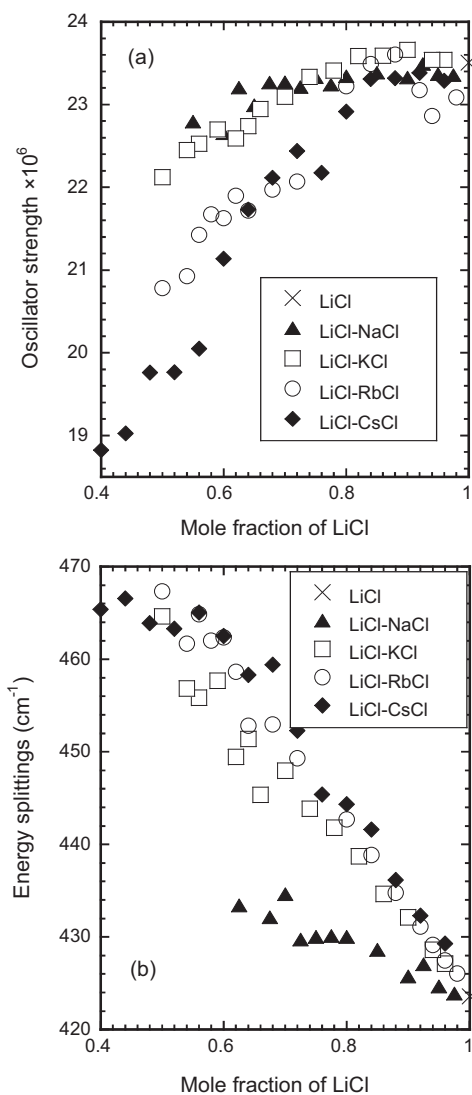 24
(a)
23
22
21
20
19
Oscillator strength ×10⁶
LiCl
LiCl-NaCl
LiCl-KCl
LiCl-RbCl
LiCl-CsCl
0.4 0.6 0.8 1
Mole fraction of LiCl
470
460
450
440
430
420
Energy splittings (cm⁻¹)
LiCl
LiCl-NaCl
LiCl-KCl
LiCl-RbCl
LiCl-CsCl
(b)
0.4 0.6 0.8 1
Mole fraction of LiCl